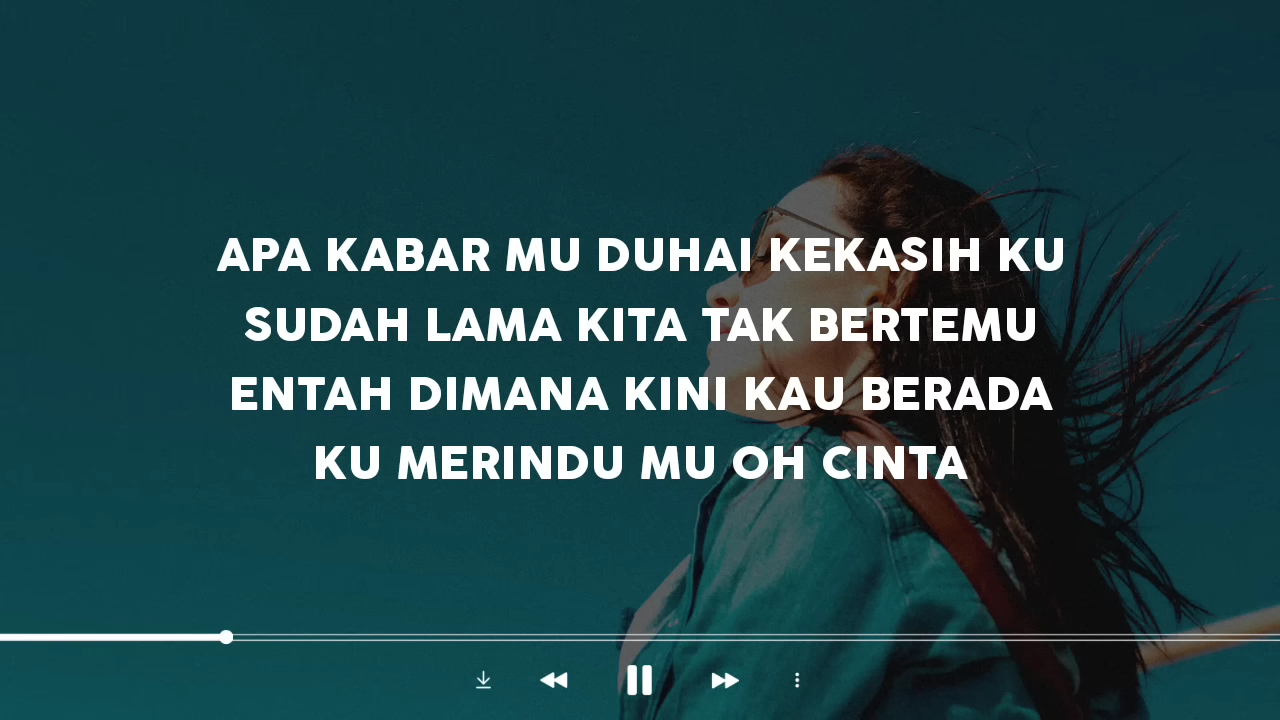 APA KABAR MU DUHAI KEKASIH KU
SUDAH LAMA KITA TAK BERTEMU
ENTAH DIMANA KINI KAU BERADA
KU MERINDU MU OH CINTA